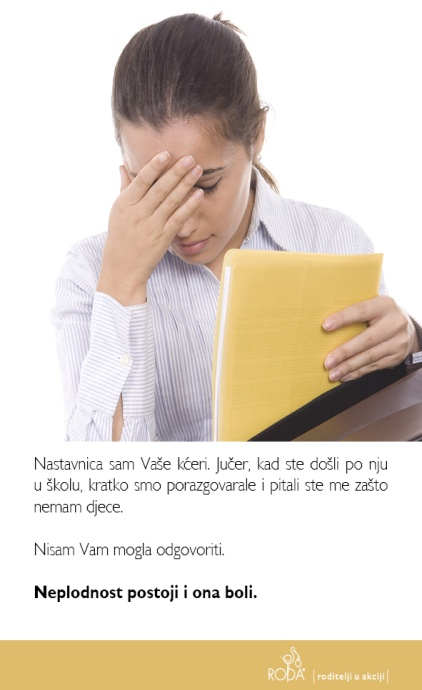 Nastavnica sam Vaše kćeri. Jučer, kad ste došli po nju
u školu, kratko smo porazgovarale i pitali ste me zašto
nemam djece.
Nisam Vam mogla odgovoriti.
Neplodnost postoji i ona boli.
RODA® | roditelji u akciji |